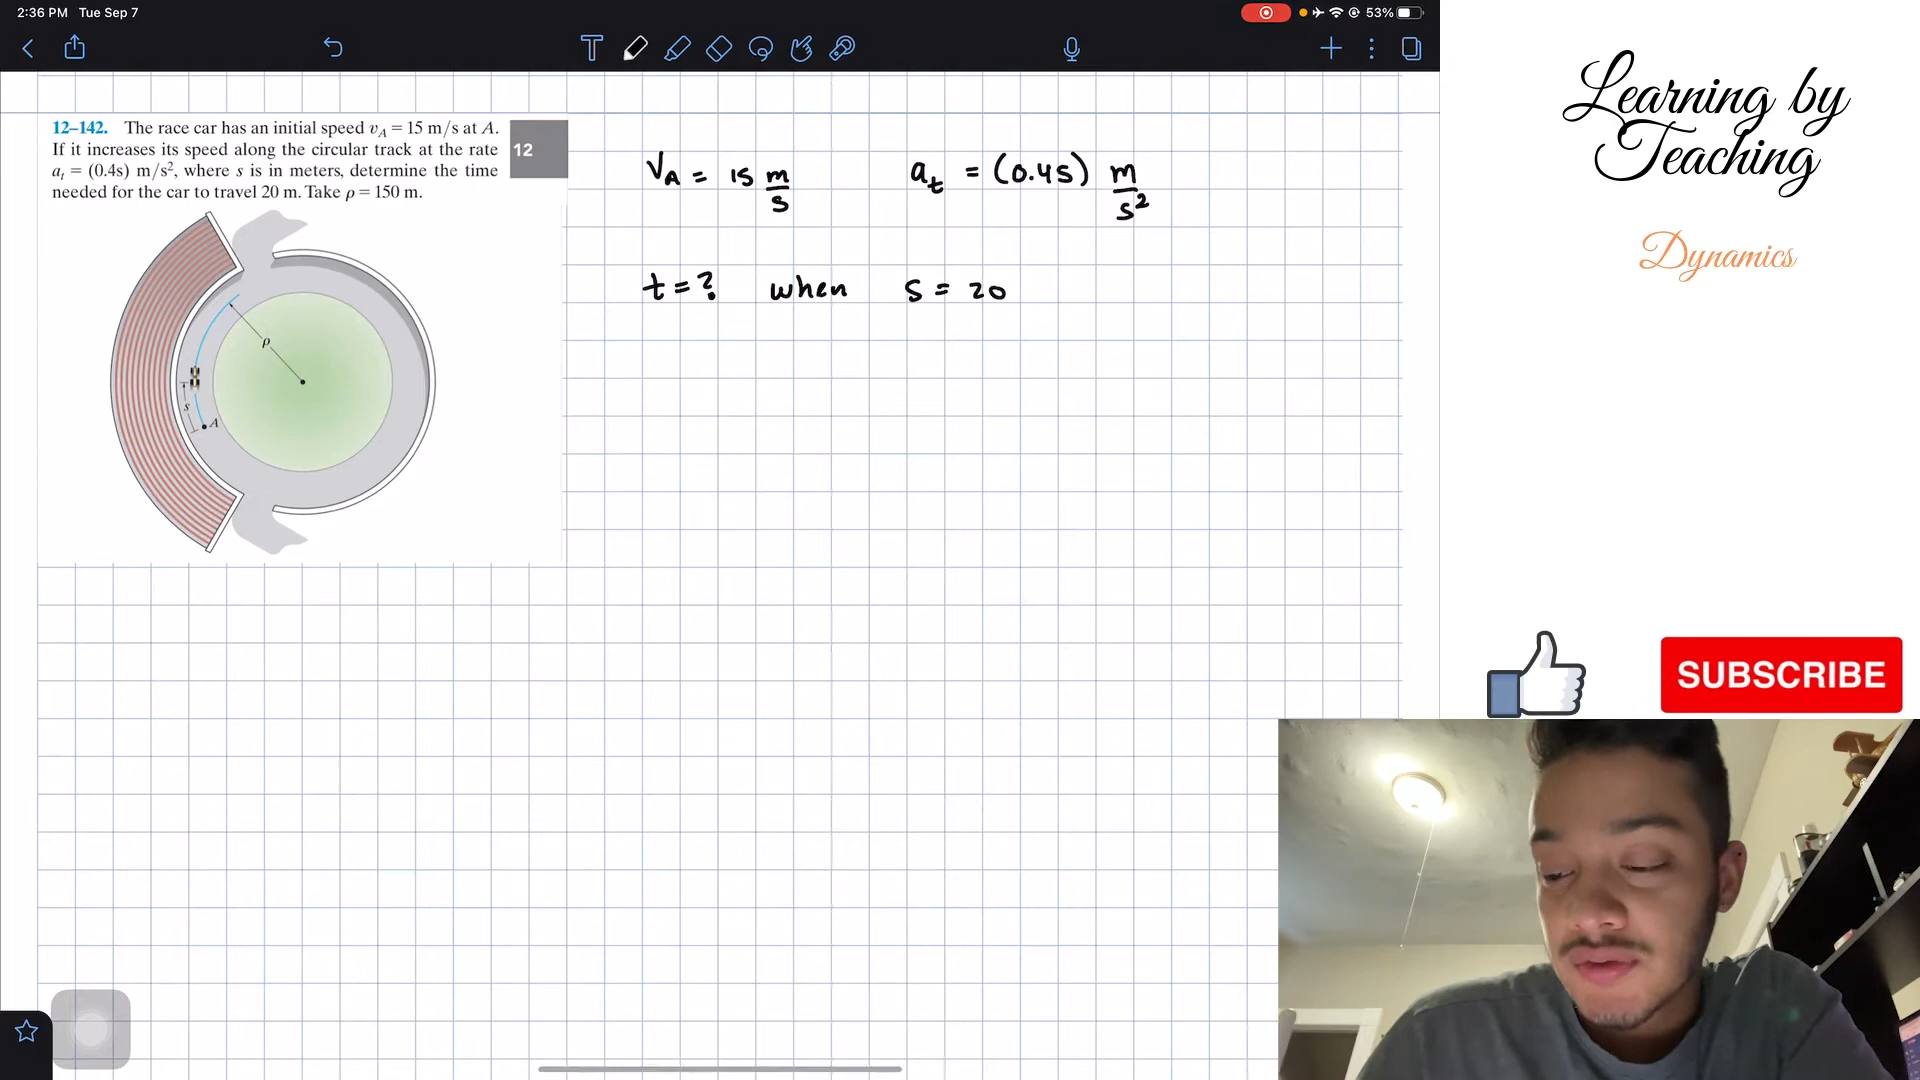 2:36 PM Tue Sep 7
53%
T
12–142. The race car has an initial speed v_A = 15 m/s at A.
If it increases its speed along the circular track at the rate
a_t = (0.4s) m/s², where s is in meters, determine the time
needed for the car to travel 20 m. Take ρ = 150 m.
12
ρ
s
A
V_A = 15 m/s a_t = (0.4s) m/s²
t = ? when s = 20
Learning by
Teaching
Dynamics
SUBSCRIBE